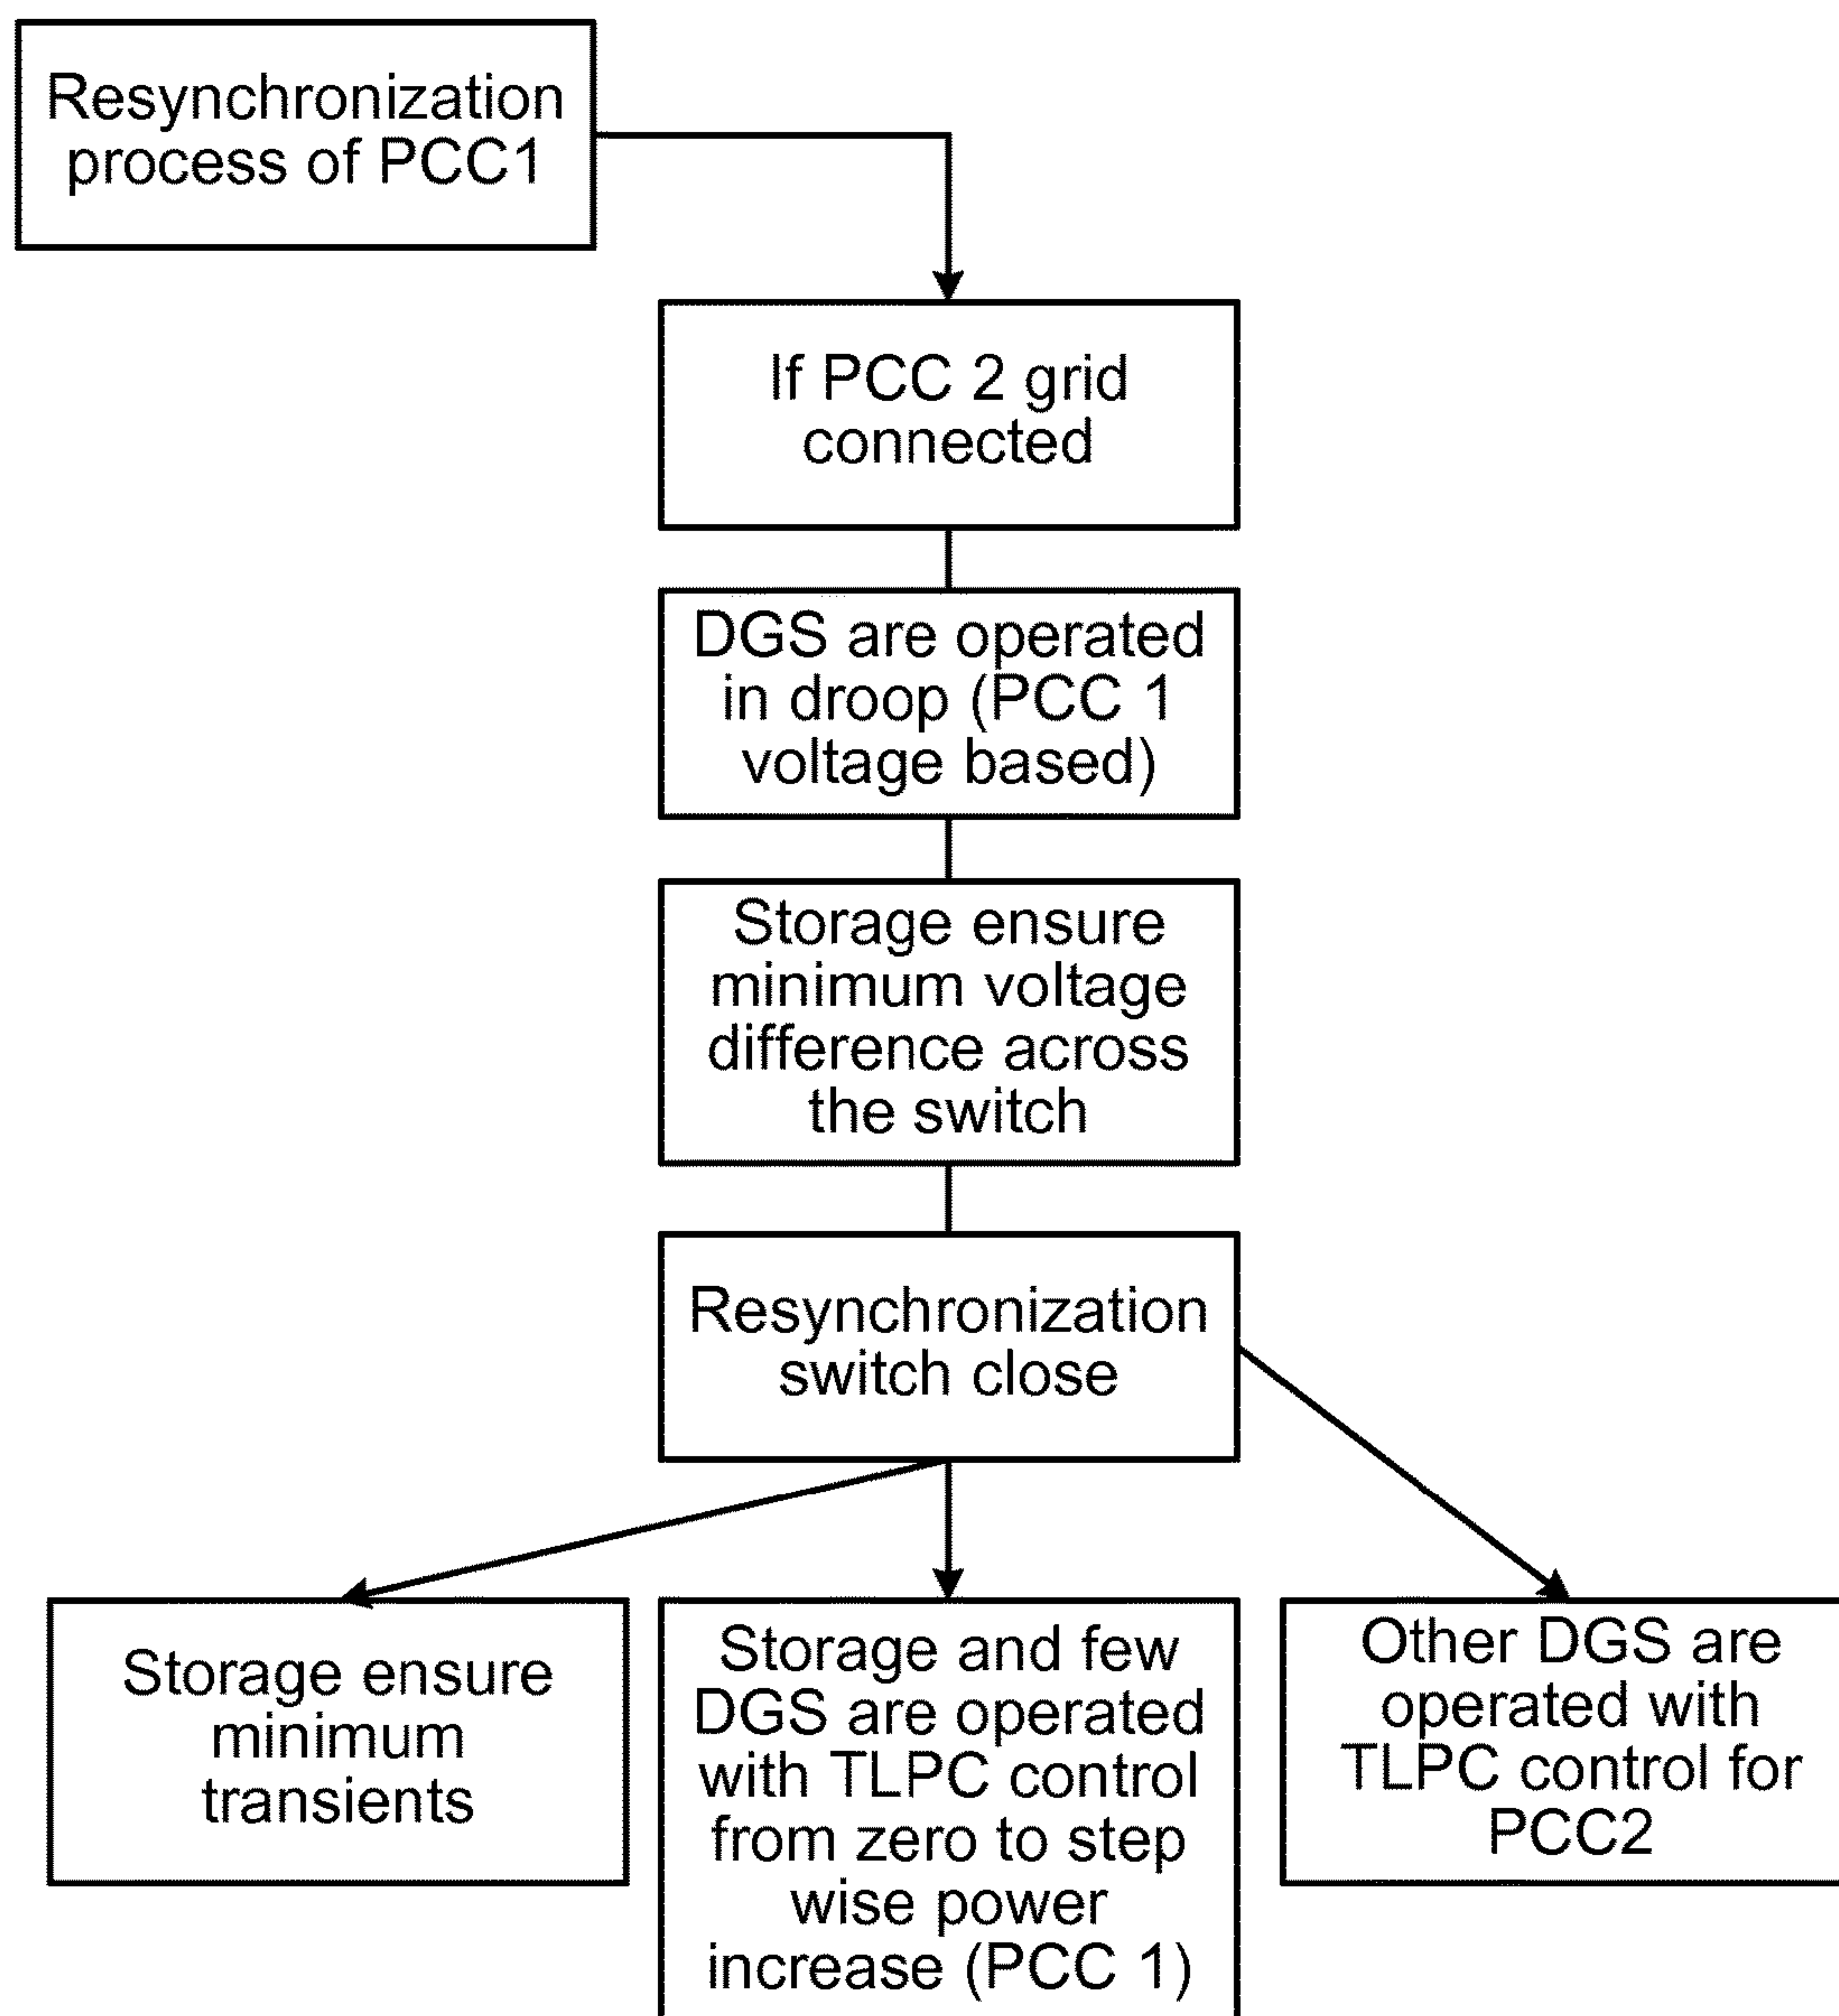 Resynchronization
process of PCC1
If PCC 2 grid
connected
DGS are operated
in droop (PCC 1
voltage based)
Storage ensure
minimum voltage
difference across
the switch
Resynchronization
switch close
Storage ensure
minimum
transients
Storage and few
DGS are operated
with TLPC control
from zero to step
wise power
increase (PCC 1)
Other DGS are
operated with
TLPC control for
PCC2